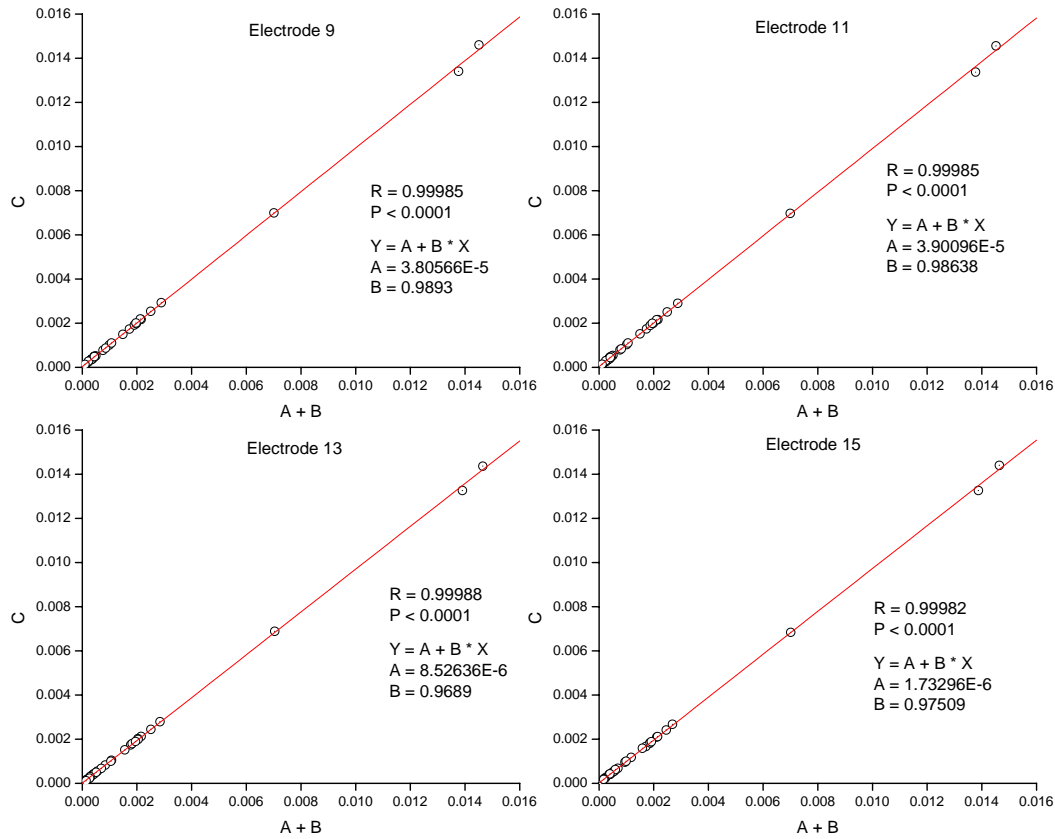 Electrode 9
0.016
0.014
0.012
0.010
0.008
0.006
0.004
0.002
0.000
C
R = 0.99985
P < 0.0001
Y = A + B * X
A = 3.80566E-5
B = 0.9893
0.000 0.002 0.004 0.006 0.008 0.010 0.012 0.014 0.016
A + B
Electrode 11
0.016
0.014
0.012
0.010
0.008
0.006
0.004
0.002
0.000
C
R = 0.99985
P < 0.0001
Y = A + B * X
A = 3.90096E-5
B = 0.98638
0.000 0.002 0.004 0.006 0.008 0.010 0.012 0.014 0.016
A + B
Electrode 13
0.016
0.014
0.012
0.010
0.008
0.006
0.004
0.002
0.000
C
R = 0.99988
P < 0.0001
Y = A + B * X
A = 8.52636E-6
B = 0.9689
0.000 0.002 0.004 0.006 0.008 0.010 0.012 0.014 0.016
A + B
Electrode 15
0.016
0.014
0.012
0.010
0.008
0.006
0.004
0.002
0.000
C
R = 0.99982
P < 0.0001
Y = A + B * X
A = 1.73296E-6
B = 0.97509
0.000 0.002 0.004 0.006 0.008 0.010 0.012 0.014 0.016
A + B